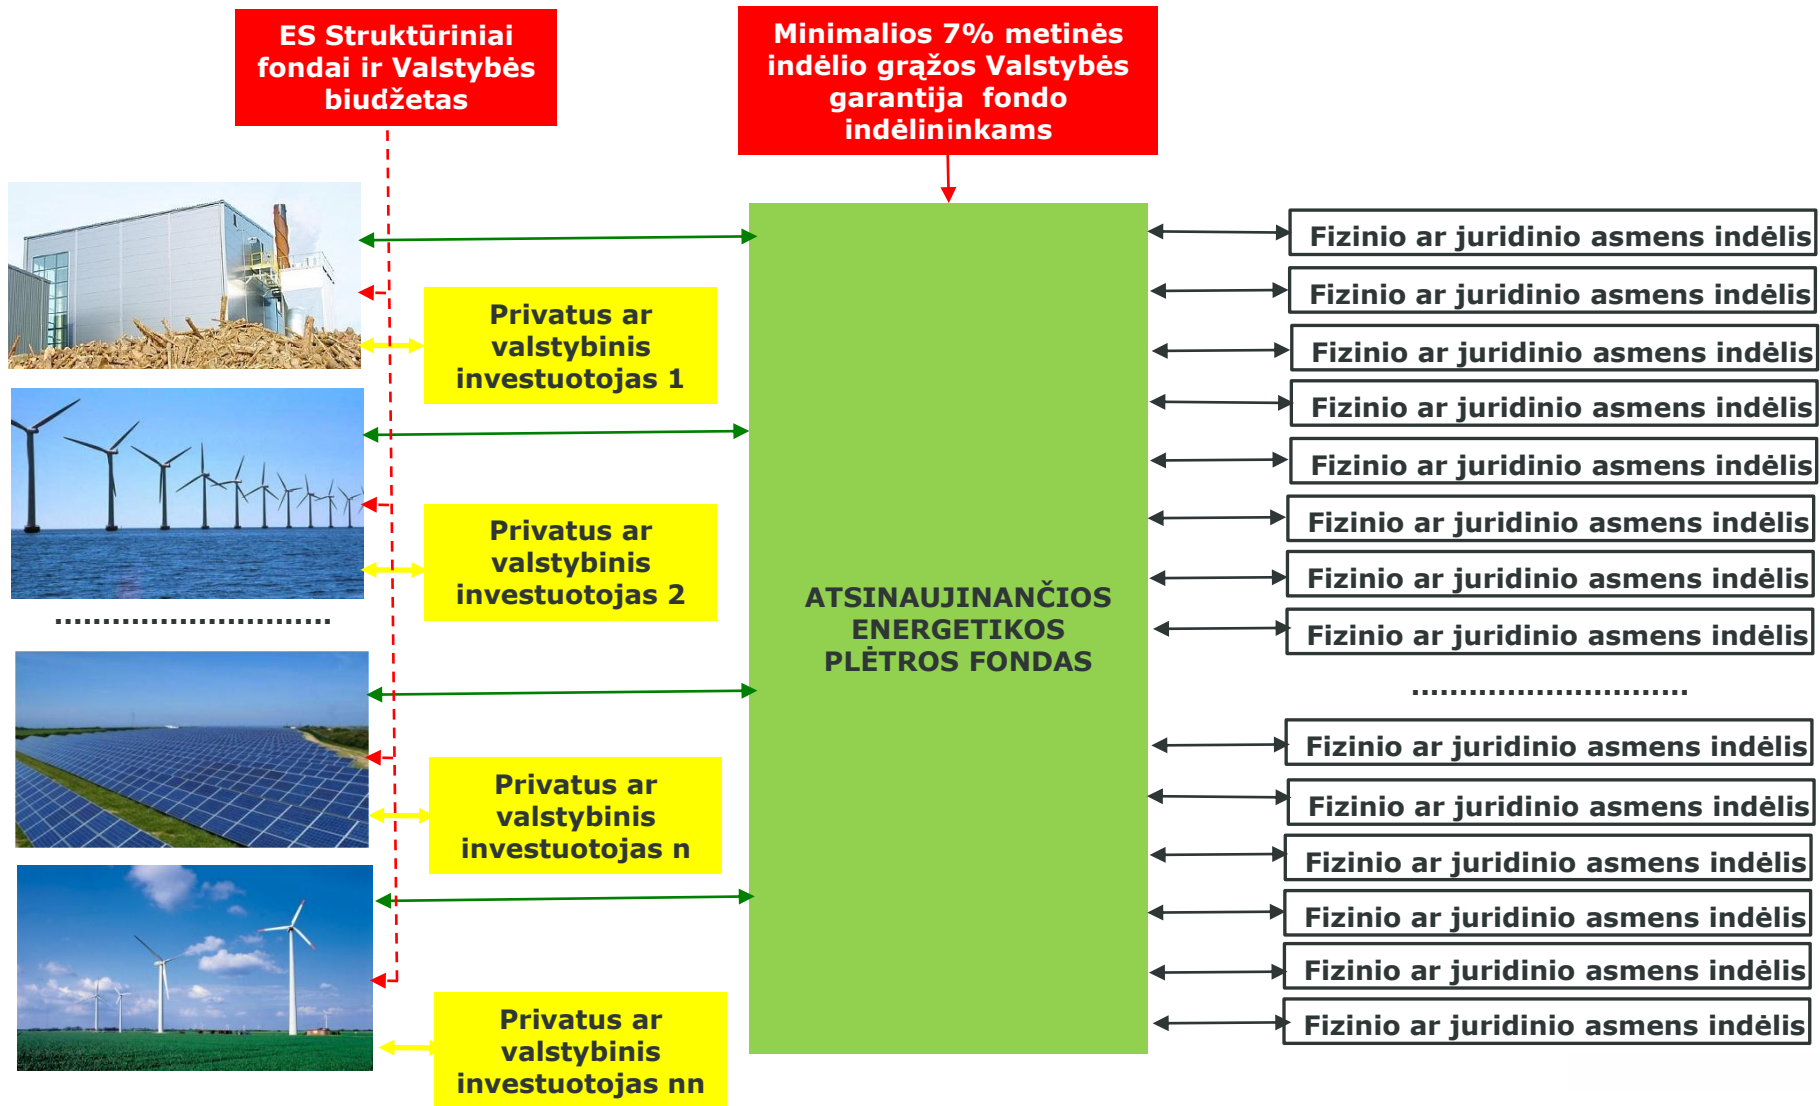 ES Struktūriniai
fondai ir Valstybės
biudžetas
Minimalios 7% metinės
indėlio grąžos Valstybės
garantija fondo
indėlininkams
Privatus ar
valstybinis
investuotojas 1
Privatus ar
valstybinis
investuotojas 2
..............................
Privatus ar
valstybinis
investuotojas n
Privatus ar
valstybinis
investuotojas nn
ATSINAUJINANČIOS
ENERGETIKOS
PLĖTROS FONDAS
Fizinio ar juridinio asmens indėlis
Fizinio ar juridinio asmens indėlis
Fizinio ar juridinio asmens indėlis
Fizinio ar juridinio asmens indėlis
Fizinio ar juridinio asmens indėlis
Fizinio ar juridinio asmens indėlis
Fizinio ar juridinio asmens indėlis
Fizinio ar juridinio asmens indėlis
..............................
Fizinio ar juridinio asmens indėlis
Fizinio ar juridinio asmens indėlis
Fizinio ar juridinio asmens indėlis
Fizinio ar juridinio asmens indėlis
Fizinio ar juridinio asmens indėlis
Fizinio ar juridinio asmens indėlis